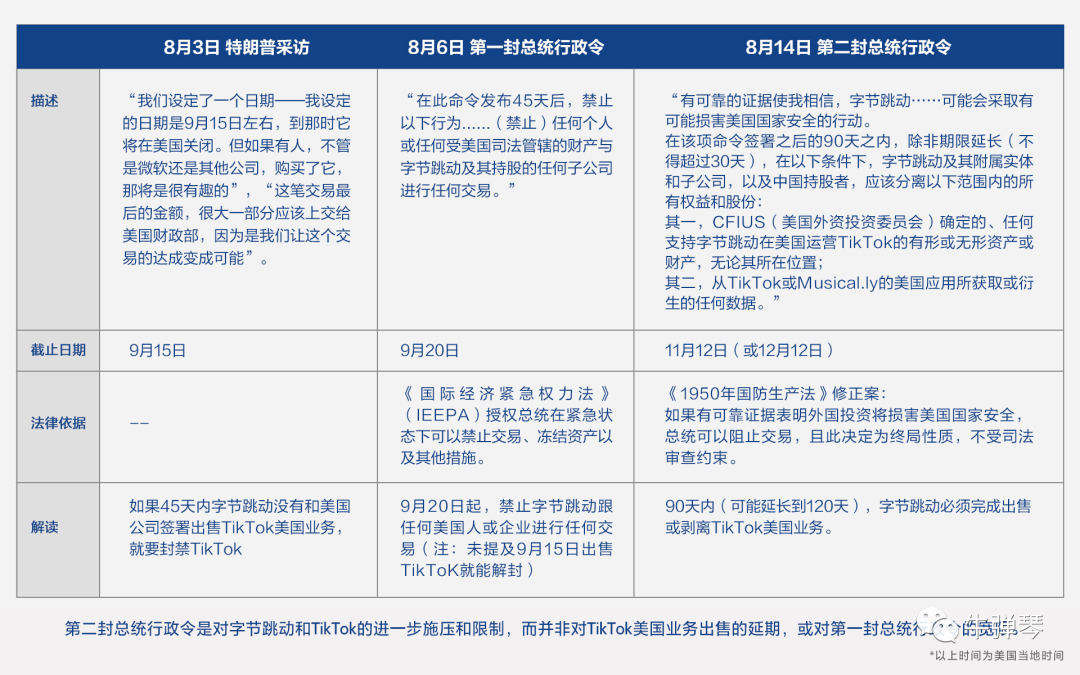 8月3日 特朗普采访
8月6日 第一封总统行政令
8月14日 第二封总统行政令
描述
“我们设定了一个日期——我设定
的日期是9月15日左右，到那时它
将在美国关闭。但如果有人，不管
是微软还是其他公司，购买了它，
那将是很有趣的”，“这笔交易最
后的金额，很大一部分应该上交给
美国财政部，因为是我们让这个交
易的达成变成可能”。
“在此命令发布45天后，禁止
以下行为......（禁止）任何个人
或任何受美国司法管辖的财产与
字节跳动及其持股的任何子公司
进行任何交易。”
“有可靠的证据使我相信，字节跳动……可能会采取有
可能损害美国国家安全的行动。
在该项命令签署之后的90天之内，除非期限延长（不
得超过30天），在以下条件下，字节跳动及其附属实体
和子公司，以及中国持股者，应该分离以下范围内的所
有权益和股份：
其一，CFIUS（美国外资投资委员会）确定的、任何
支持字节跳动在美国运营TikTok的有形或无形资产或
财产，无论其所在位置；
其二，从TikTok或Musical.ly的美国应用所获取或衍
生的任何数据。”
截止日期
9月15日
9月20日
11月12日（或12月12日）
法律依据
--
《国际经济紧急权力法》
（IEEPA）授权总统在紧急状
态下可以禁止交易、冻结资产以
及其他措施。
《1950年国防生产法》修正案：
如果有可靠证据表明外国投资将损害美国国家安全，
总统可以阻止交易，且此决定为终局性质，不受司法
审查约束。
解读
如果45天内字节跳动没有和美国
公司签署出售TikTok美国业务，
就要封禁TikTok
9月20日起，禁止字节跳动跟
任何美国人或企业进行任何交
易（注：未提及9月15日出售
TikToK就能解封）
90天内（可能延长到120天），字节跳动必须完成出售
或剥离TikTok美国业务。
第二封总统行政令是对字节跳动和TikTok的进一步施压和限制，而并非对TikTok美国业务出售的延期，或对第一封总统行
牛弹琴
*以上时间为美国当地时间